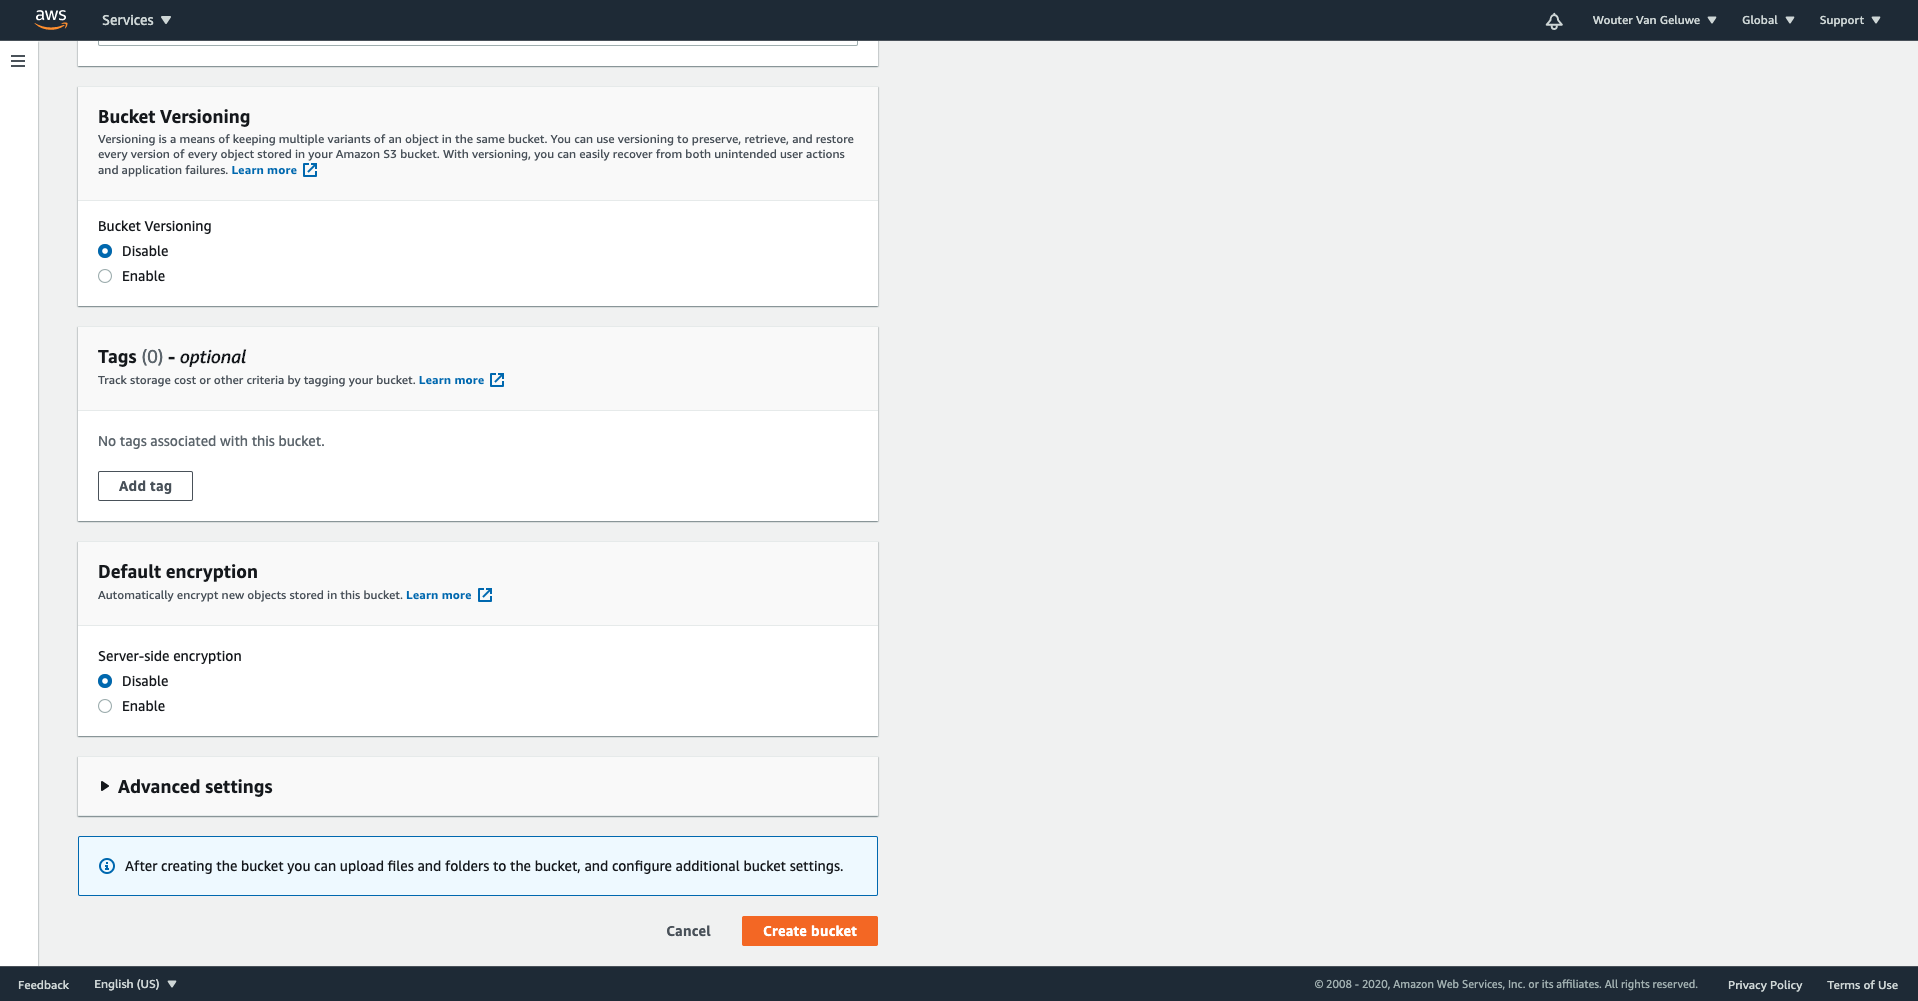 aws
Services
Wouter Van Geluwe
Global
Support
Bucket Versioning
Versioning is a means of keeping multiple variants of an object in the same bucket. You can use versioning to preserve, retrieve, and restore
every version of every object stored in your Amazon S3 bucket. With versioning, you can easily recover from both unintended user actions
and application failures. Learn more
Bucket Versioning
Disable
Enable
Tags (0) - optional
Track storage cost or other criteria by tagging your bucket. Learn more
No tags associated with this bucket.
Add tag
Default encryption
Automatically encrypt new objects stored in this bucket. Learn more
Server-side encryption
Disable
Enable
Advanced settings
After creating the bucket you can upload files and folders to the bucket, and configure additional bucket settings.
Cancel
Create bucket
Feedback
English (US)
© 2008 - 2020, Amazon Web Services, Inc. or its affiliates. All rights reserved.
Privacy Policy
Terms of Use